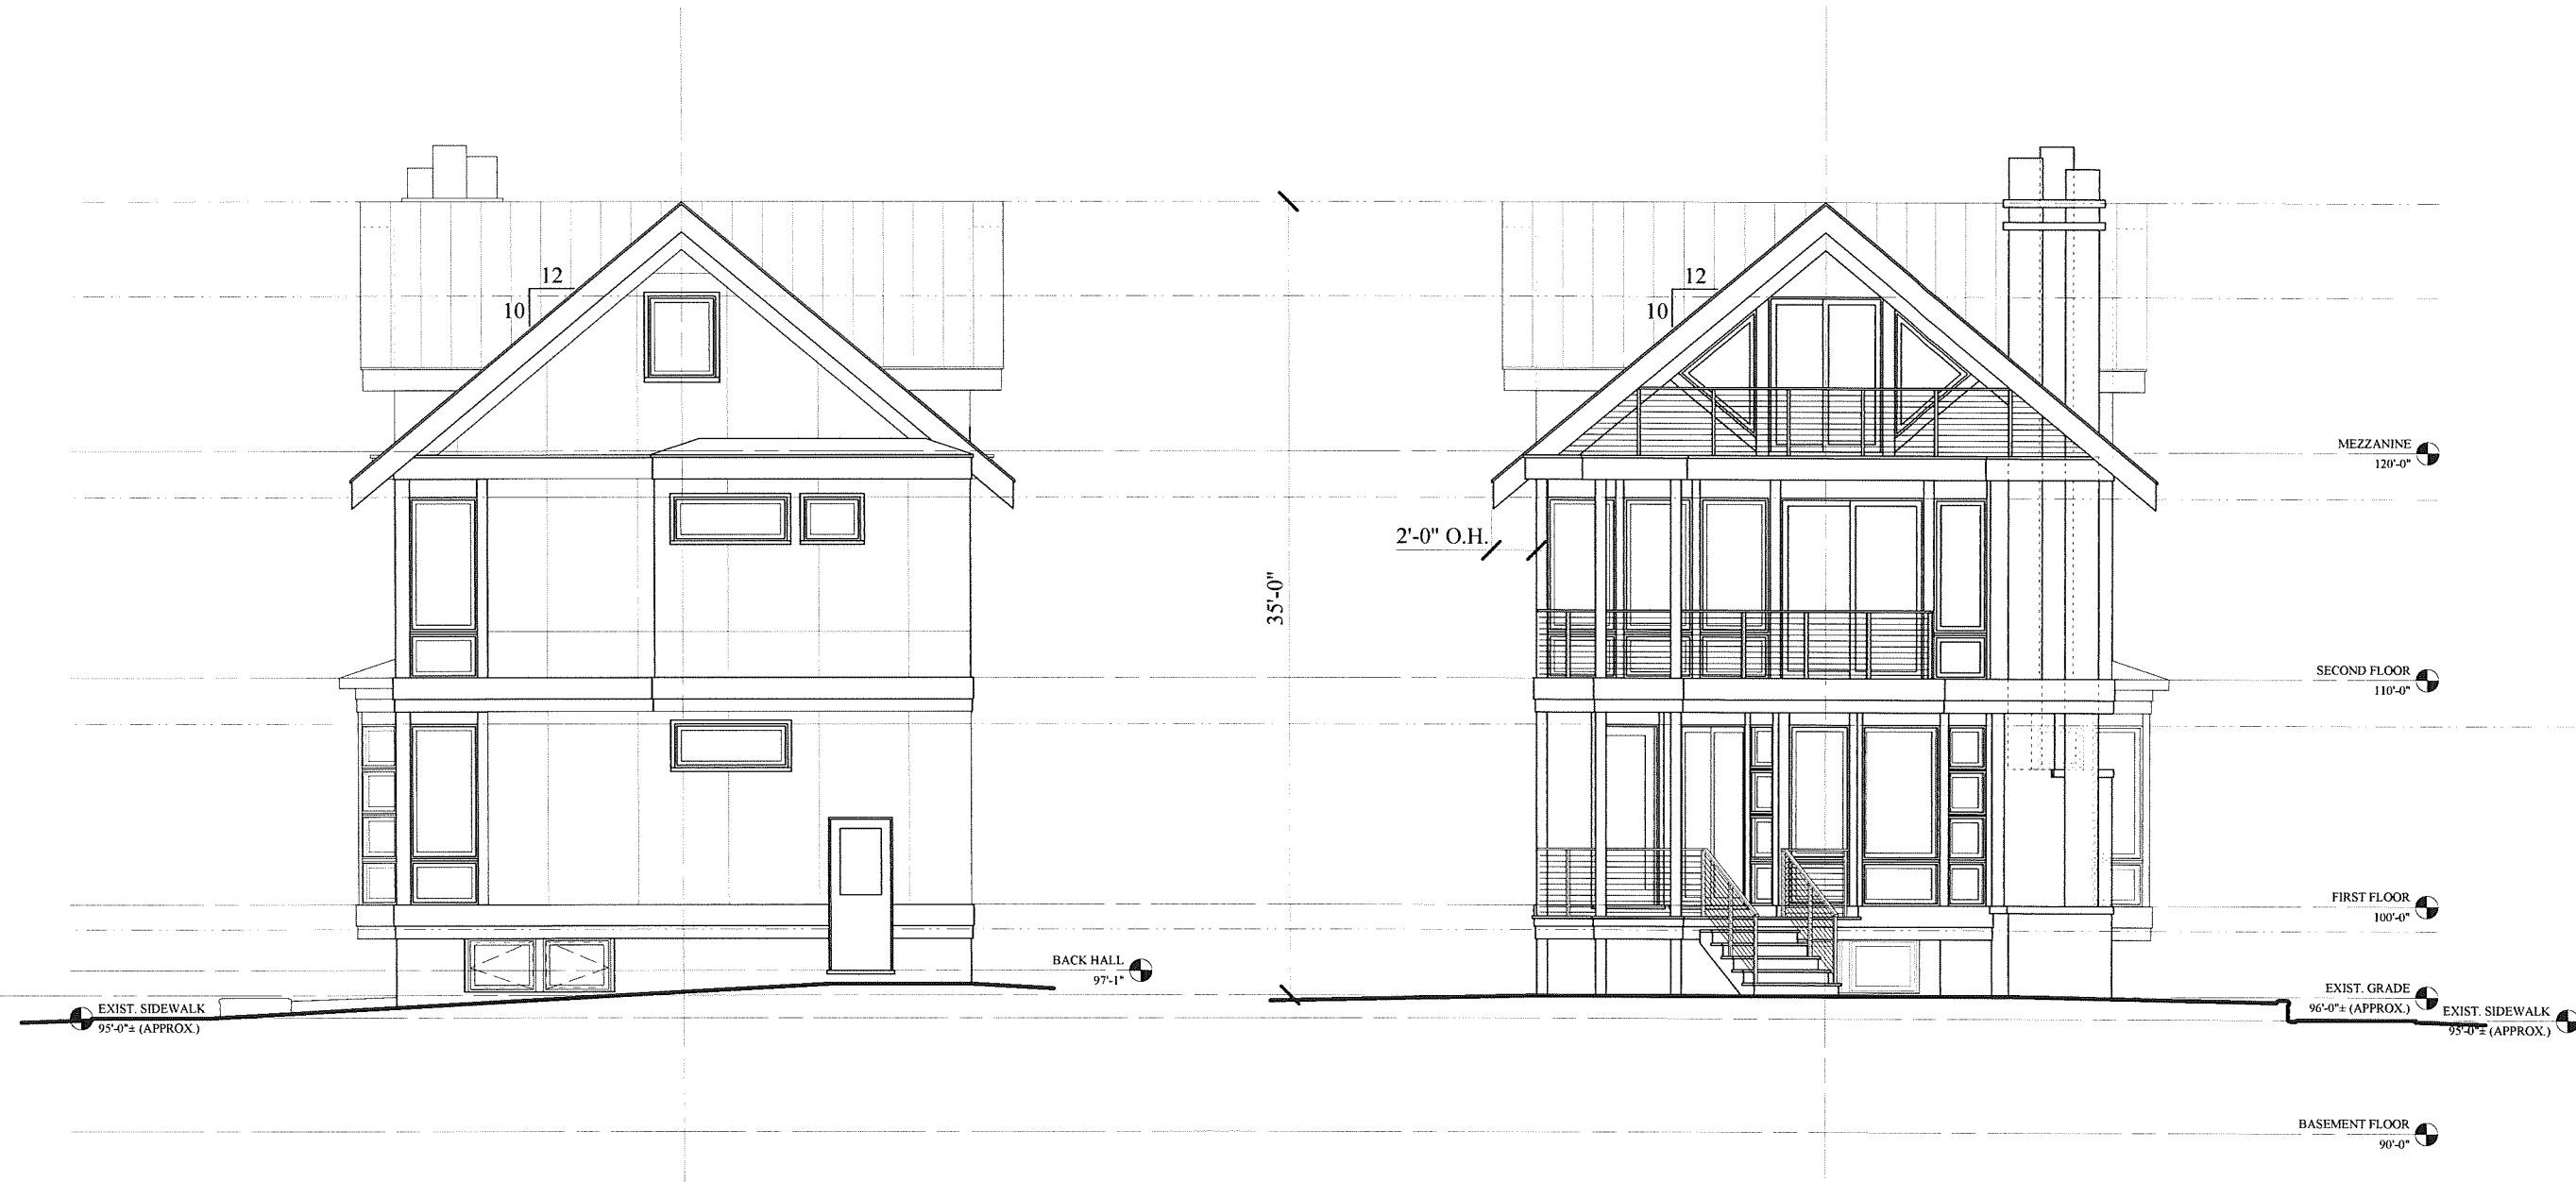 12
10
12
10
MEZZANINE
120'-0"
2'-0" O.H.
35'-0"
SECOND FLOOR
110'-0"
FIRST FLOOR
100'-0"
BACK HALL
97'-1"
EXIST. GRADE
96'-0"± (APPROX.)
EXIST. SIDEWALK
95'-0"± (APPROX.)
EXIST. SIDEWALK
95'-0"± (APPROX.)
BASEMENT FLOOR
90'-0"